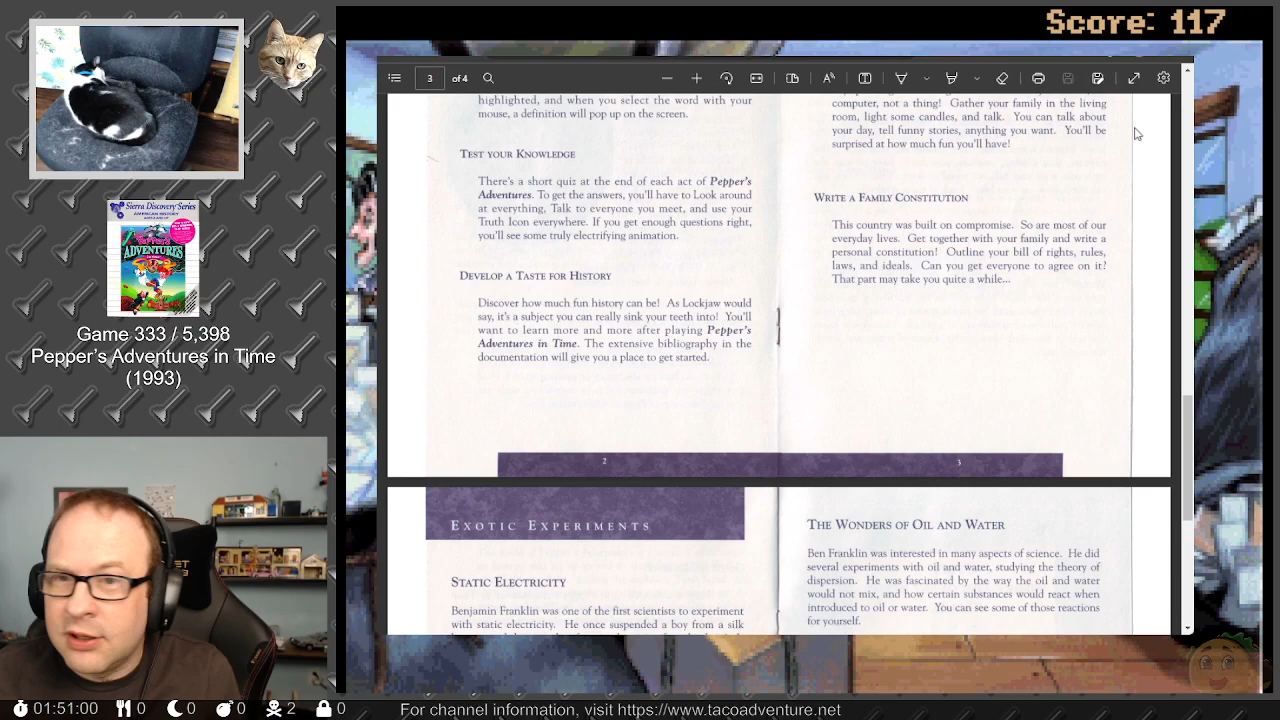 Score: 117
3 of 4
Sierra Discovery Series
AMERICAN HISTORY
PEPPER'S
ADVENTURES
Game 333 / 5,398
Pepper's Adventures in Time
(1993)
highlighted, and when you select the word with your
mouse, a definition will pop up on the screen.
TEST YOUR KNOWLEDGE
There's a short quiz at the end of each act of Pepper's
Adventures. To get the answers, you'll have to Look around
at everything, Talk to everyone you meet, and use your
Truth Icon everywhere. If you get enough questions right,
you'll see some truly electrifying animation.
DEVELOP A TASTE FOR HISTORY
Discover how much fun history can be! As Lockjaw would
say, it's a subject you can really sink your teeth into! You'll
want to learn more and more after playing Pepper's
Adventures in Time. The extensive bibliography in the
documentation will give you a place to get started.
2
computer, not a thing! Gather your family in the living
room, light some candles, and talk. You can talk about
your day, tell funny stories, anything you want. You'll be
surprised at how much fun you'll have!
WRITE A FAMILY CONSTITUTION
This country was built on compromise. So are most of our
everyday lives. Get together with your family and write a
personal constitution! Outline your bill of rights, rules,
laws, and ideals. Can you get everyone to agree on it?
That part may take you quite a while...
3
EXOTIC EXPERIMENTS
STATIC ELECTRICITY
Benjamin Franklin was one of the first scientists to experiment
with static electricity. He once suspended a boy from a silk
THE WONDERS OF OIL AND WATER
Ben Franklin was interested in many aspects of science. He did
several experiments with oil and water, studying the theory of
dispersion. He was fascinated by the way the oil and water
would not mix, and how certain substances would react when
introduced to oil or water. You can see some of those reactions
for yourself.
01:51:00 0 0 0 2 0
For channel information, visit https://www.tacoadventure.net